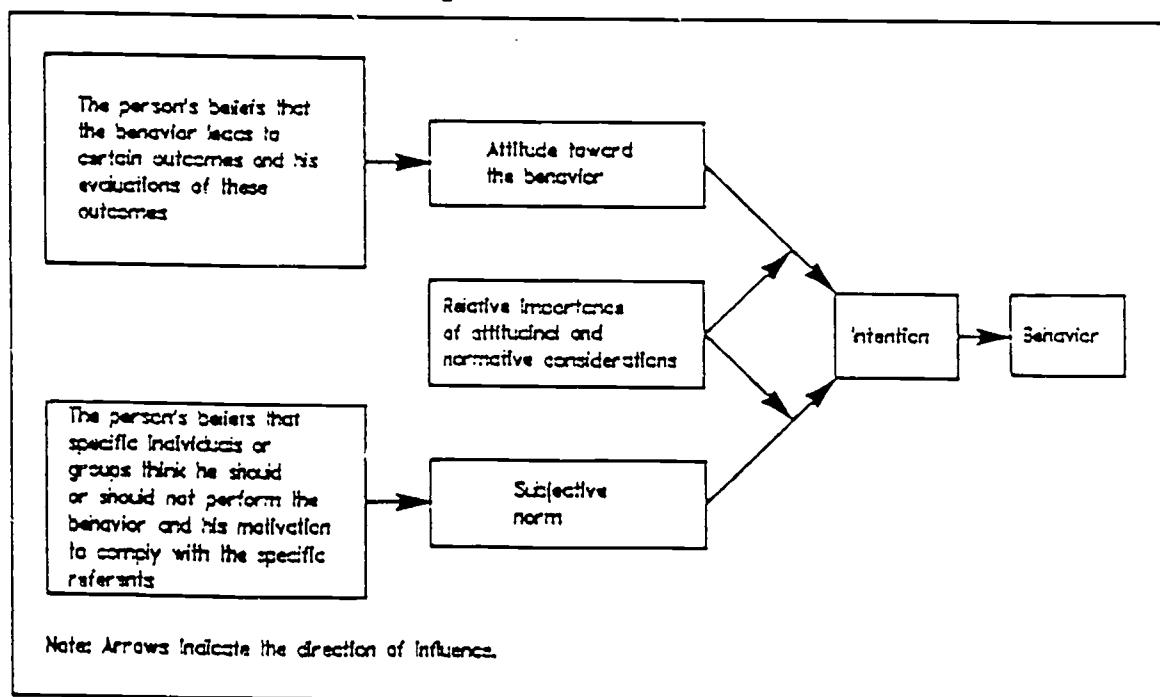 The person's beliefs that
the behavior leads to
certain outcomes and his
evaluations of these
outcomes
Attitude toward
the behavior
Relative importance
of attitudinal and
normative considerations
Intention
Behavior
The person's beliefs that
specific individuals or
groups think he should
or should not perform the
behavior and his motivation
to comply with the specific
referents
Subjective
norm
Note: Arrows indicate the direction of influence.